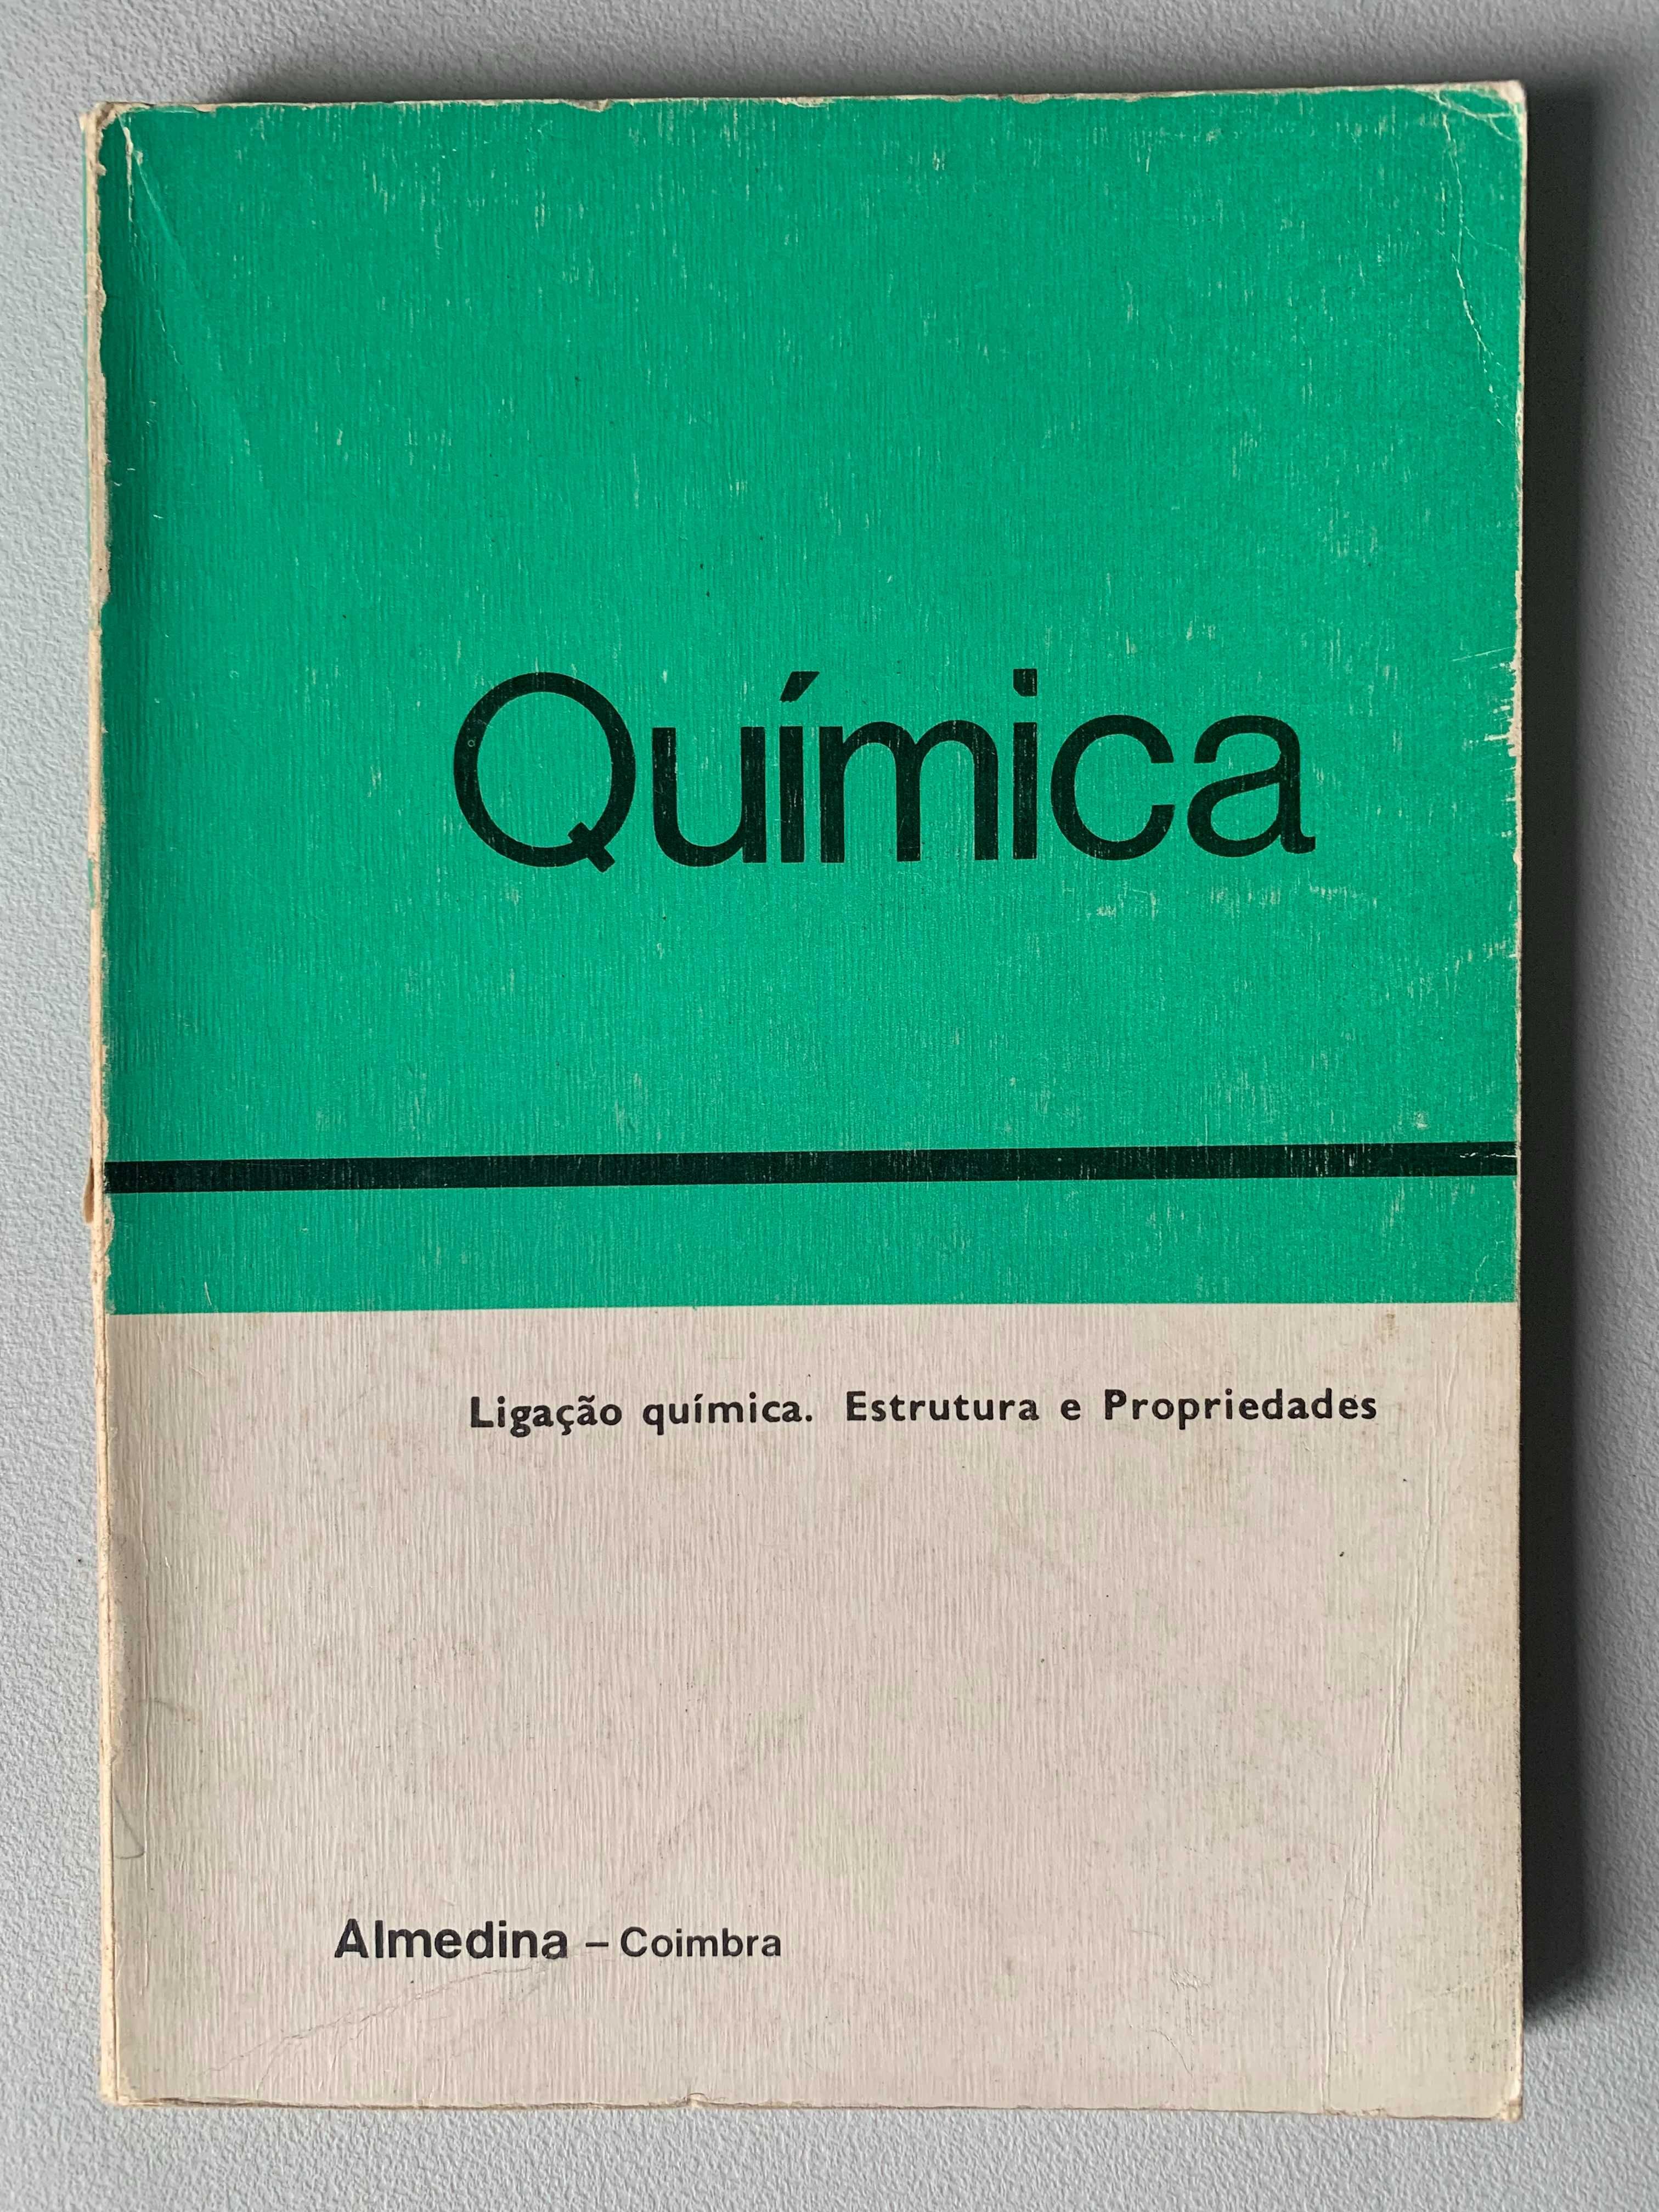 Química
Ligação química. Estrutura e Propriedades
Almedina – Coimbra